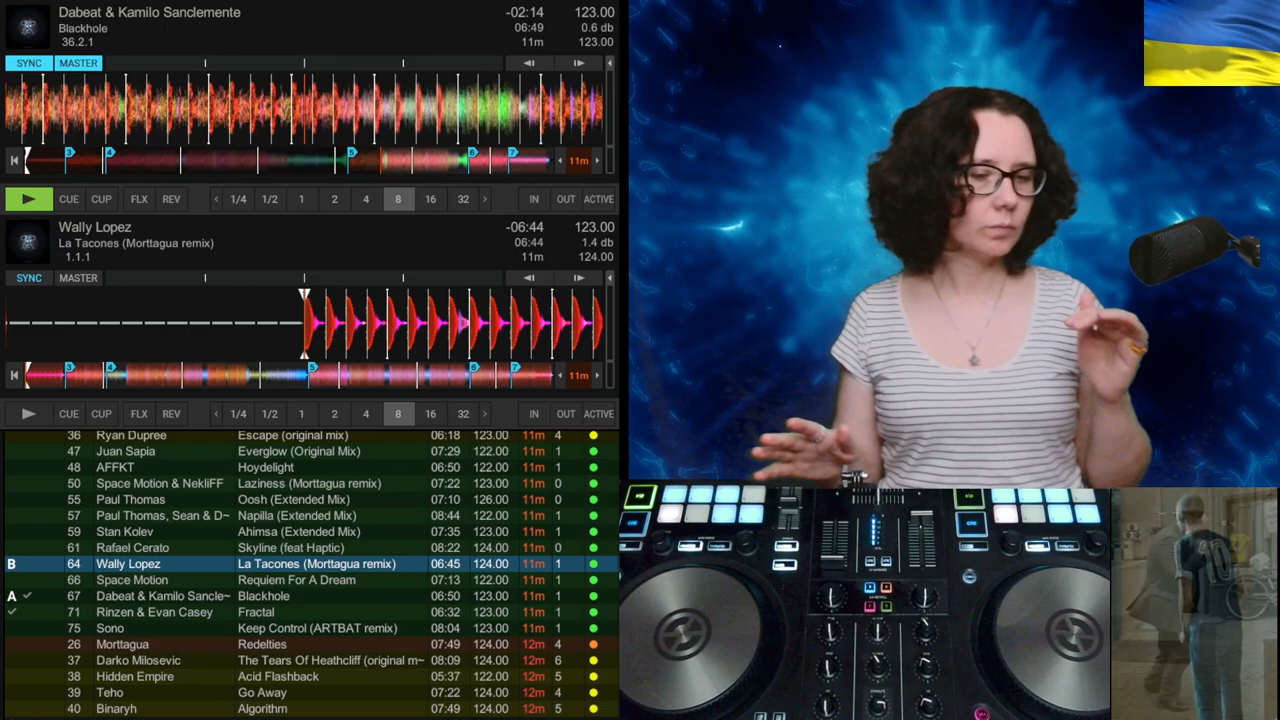 Dabeat & Kamilo Sanclemente -02:14 123.00
Blackhole 06:49 0.6 db
36.2.1 11m 123.00
SYNC MASTER
3 4 5 6 7 11m
CUE CUP FLX REV 1/4 1/2 1 2 4 8 16 32 IN OUT ACTIVE
Wally Lopez -06:44 123.00
La Tacones (Morttagua remix) 06:44 1.4 db
1.1.1 11m 124.00
SYNC MASTER
3 4 5 6 7 11m
CUE CUP FLX REV 1/4 1/2 1 2 4 8 16 32 IN OUT ACTIVE
36 Ryan Dupree Escape (original mix) 06:18 123.00 11m 4
47 Juan Sapia Everglow (Original Mix) 07:29 122.00 11m 1
48 AFFKT Hoydelight 06:50 122.00 11m 1
50 Space Motion & NekliFF Laziness (Morttagua remix) 07:22 123.00 11m 0
55 Paul Thomas Oosh (Extended Mix) 07:10 126.00 11m 0
57 Paul Thomas, Sean & D~ Napilla (Extended Mix) 08:44 122.00 11m 1
59 Stan Kolev Ahimsa (Extended Mix) 07:35 123.00 11m 1
61 Rafael Cerato Skyline (feat Haptic) 08:22 124.00 11m 0
B 64 Wally Lopez La Tacones (Morttagua remix) 06:45 124.00 11m 1
66 Space Motion Requiem For A Dream 07:13 122.00 11m 1
A 67 Dabeat & Kamilo Sancle~ Blackhole 06:50 123.00 11m 1
71 Rinzen & Evan Casey Fractal 06:32 123.00 11m 1
75 Sono Keep Control (ARTBAT remix) 08:04 123.00 11m 1
26 Morttagua Redelties 07:49 124.00 12m 4
37 Darko Milosevic The Tears Of Heathcliff (original m~ 08:09 124.00 12m 6
38 Hidden Empire Acid Flashback 05:37 122.00 12m 5
39 Teho Go Away 07:22 124.00 12m 4
40 Binaryh Algorithm 07:49 124.00 12m 5
10